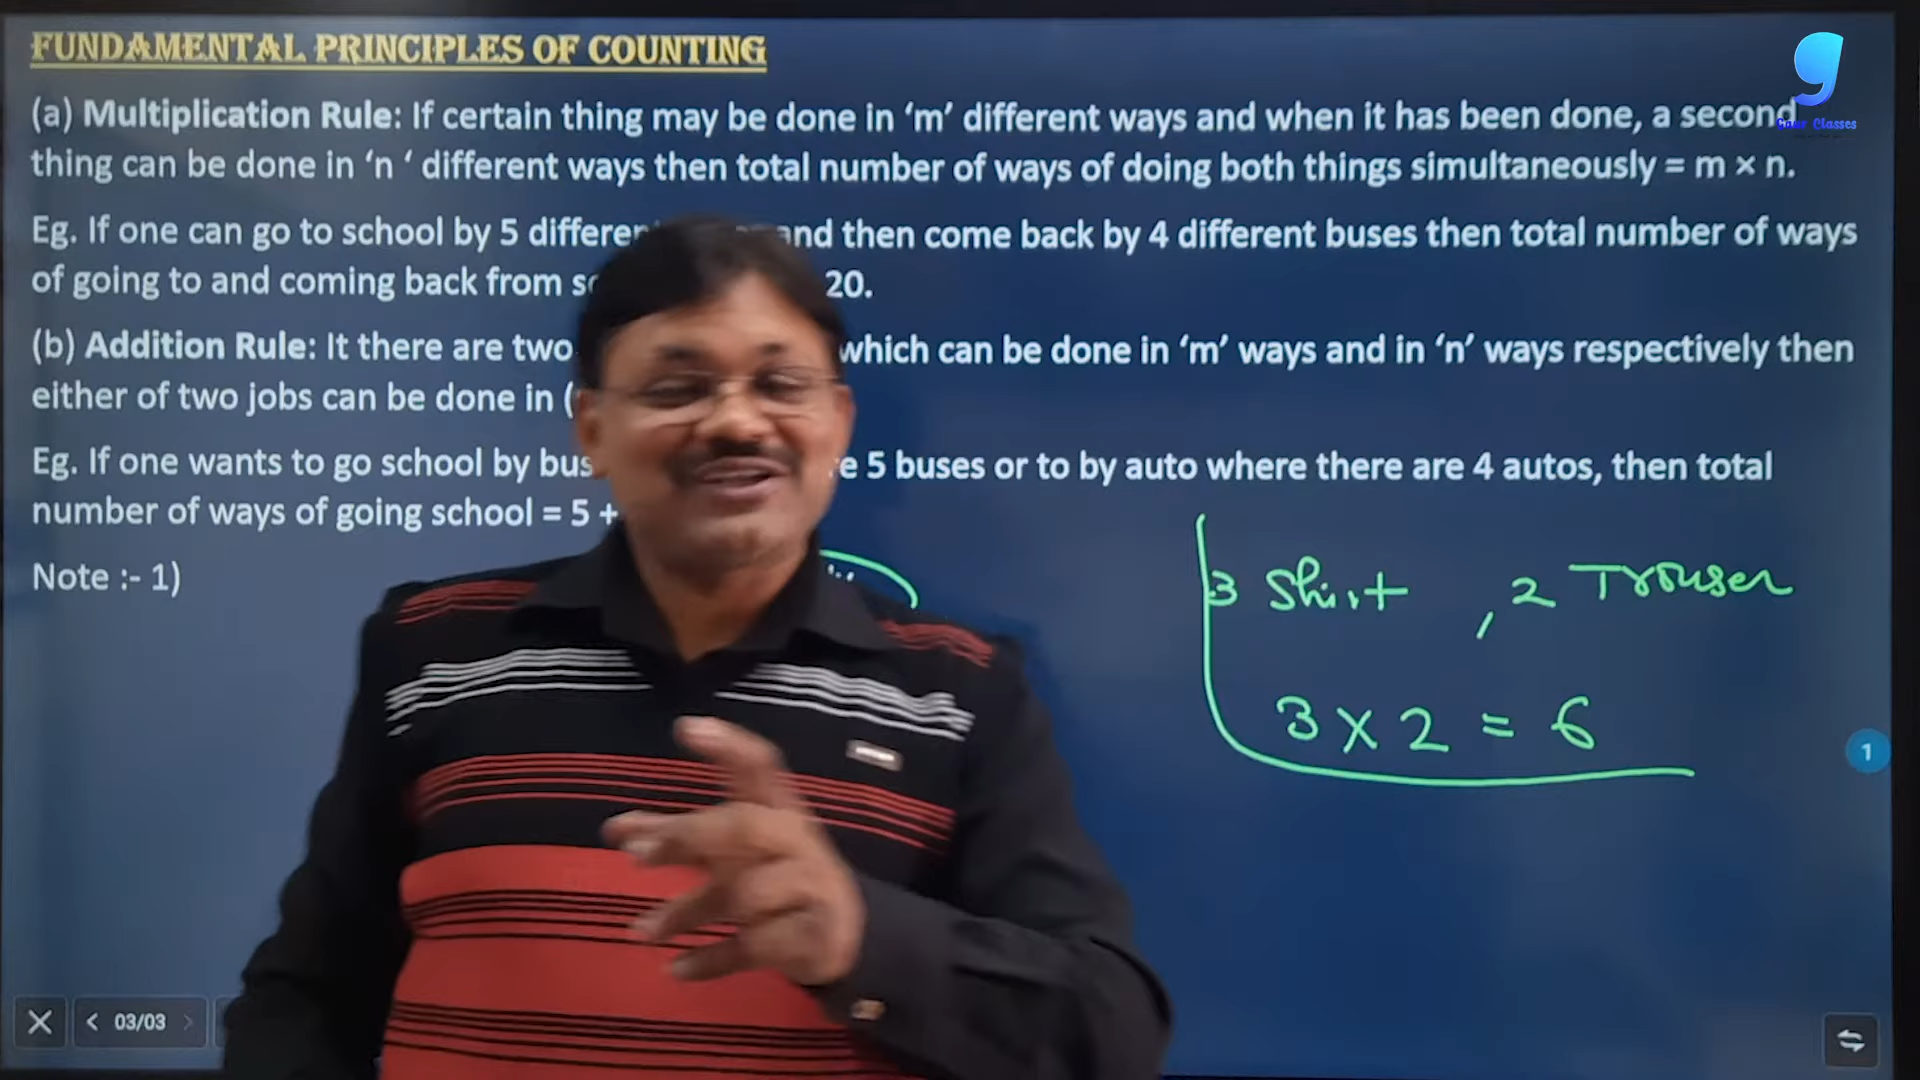 FUNDAMENTAL PRINCIPLES OF COUNTING
Gaur Classes
(a) Multiplication Rule: If certain thing may be done in ‘m’ different ways and when it has been done, a second
thing can be done in ‘n ‘ different ways then total number of ways of doing both things simultaneously = m × n.
Eg. If one can go to school by 5 different and then come back by 4 different buses then total number of ways
of going to and coming back from 20.
(b) Addition Rule: It there are two which can be done in ‘m’ ways and in ‘n’ ways respectively then
either of two jobs can be done in (
Eg. If one wants to go school by bus 5 buses or to by auto where there are 4 autos, then total
number of ways of going school = 5 +
Note :- 1)
3 Shirt , 2 Trouser
3 × 2 = 6
1
03/03